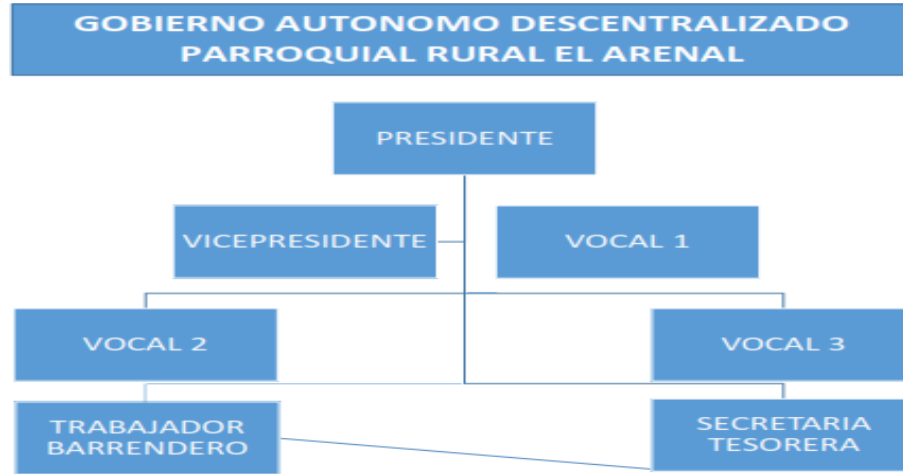 GOBIERNO AUTONOMO DESCENTRALIZADO
PARROQUIAL RURAL EL ARENAL
PRESIDENTE
VICEPRESIDENTE
VOCAL 1
VOCAL 2
VOCAL 3
TRABAJADOR
BARRENDERO
SECRETARIA
TESORERA